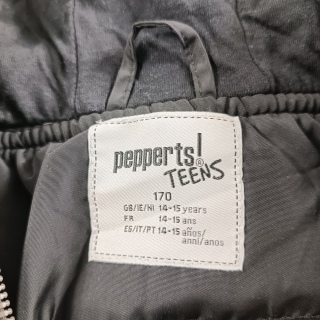 pepperts!®
TEENS
170
GB/IE/NI 14-15 years
FR 14-15 ans
ES/IT/PT 14-15 años/
anni/anos